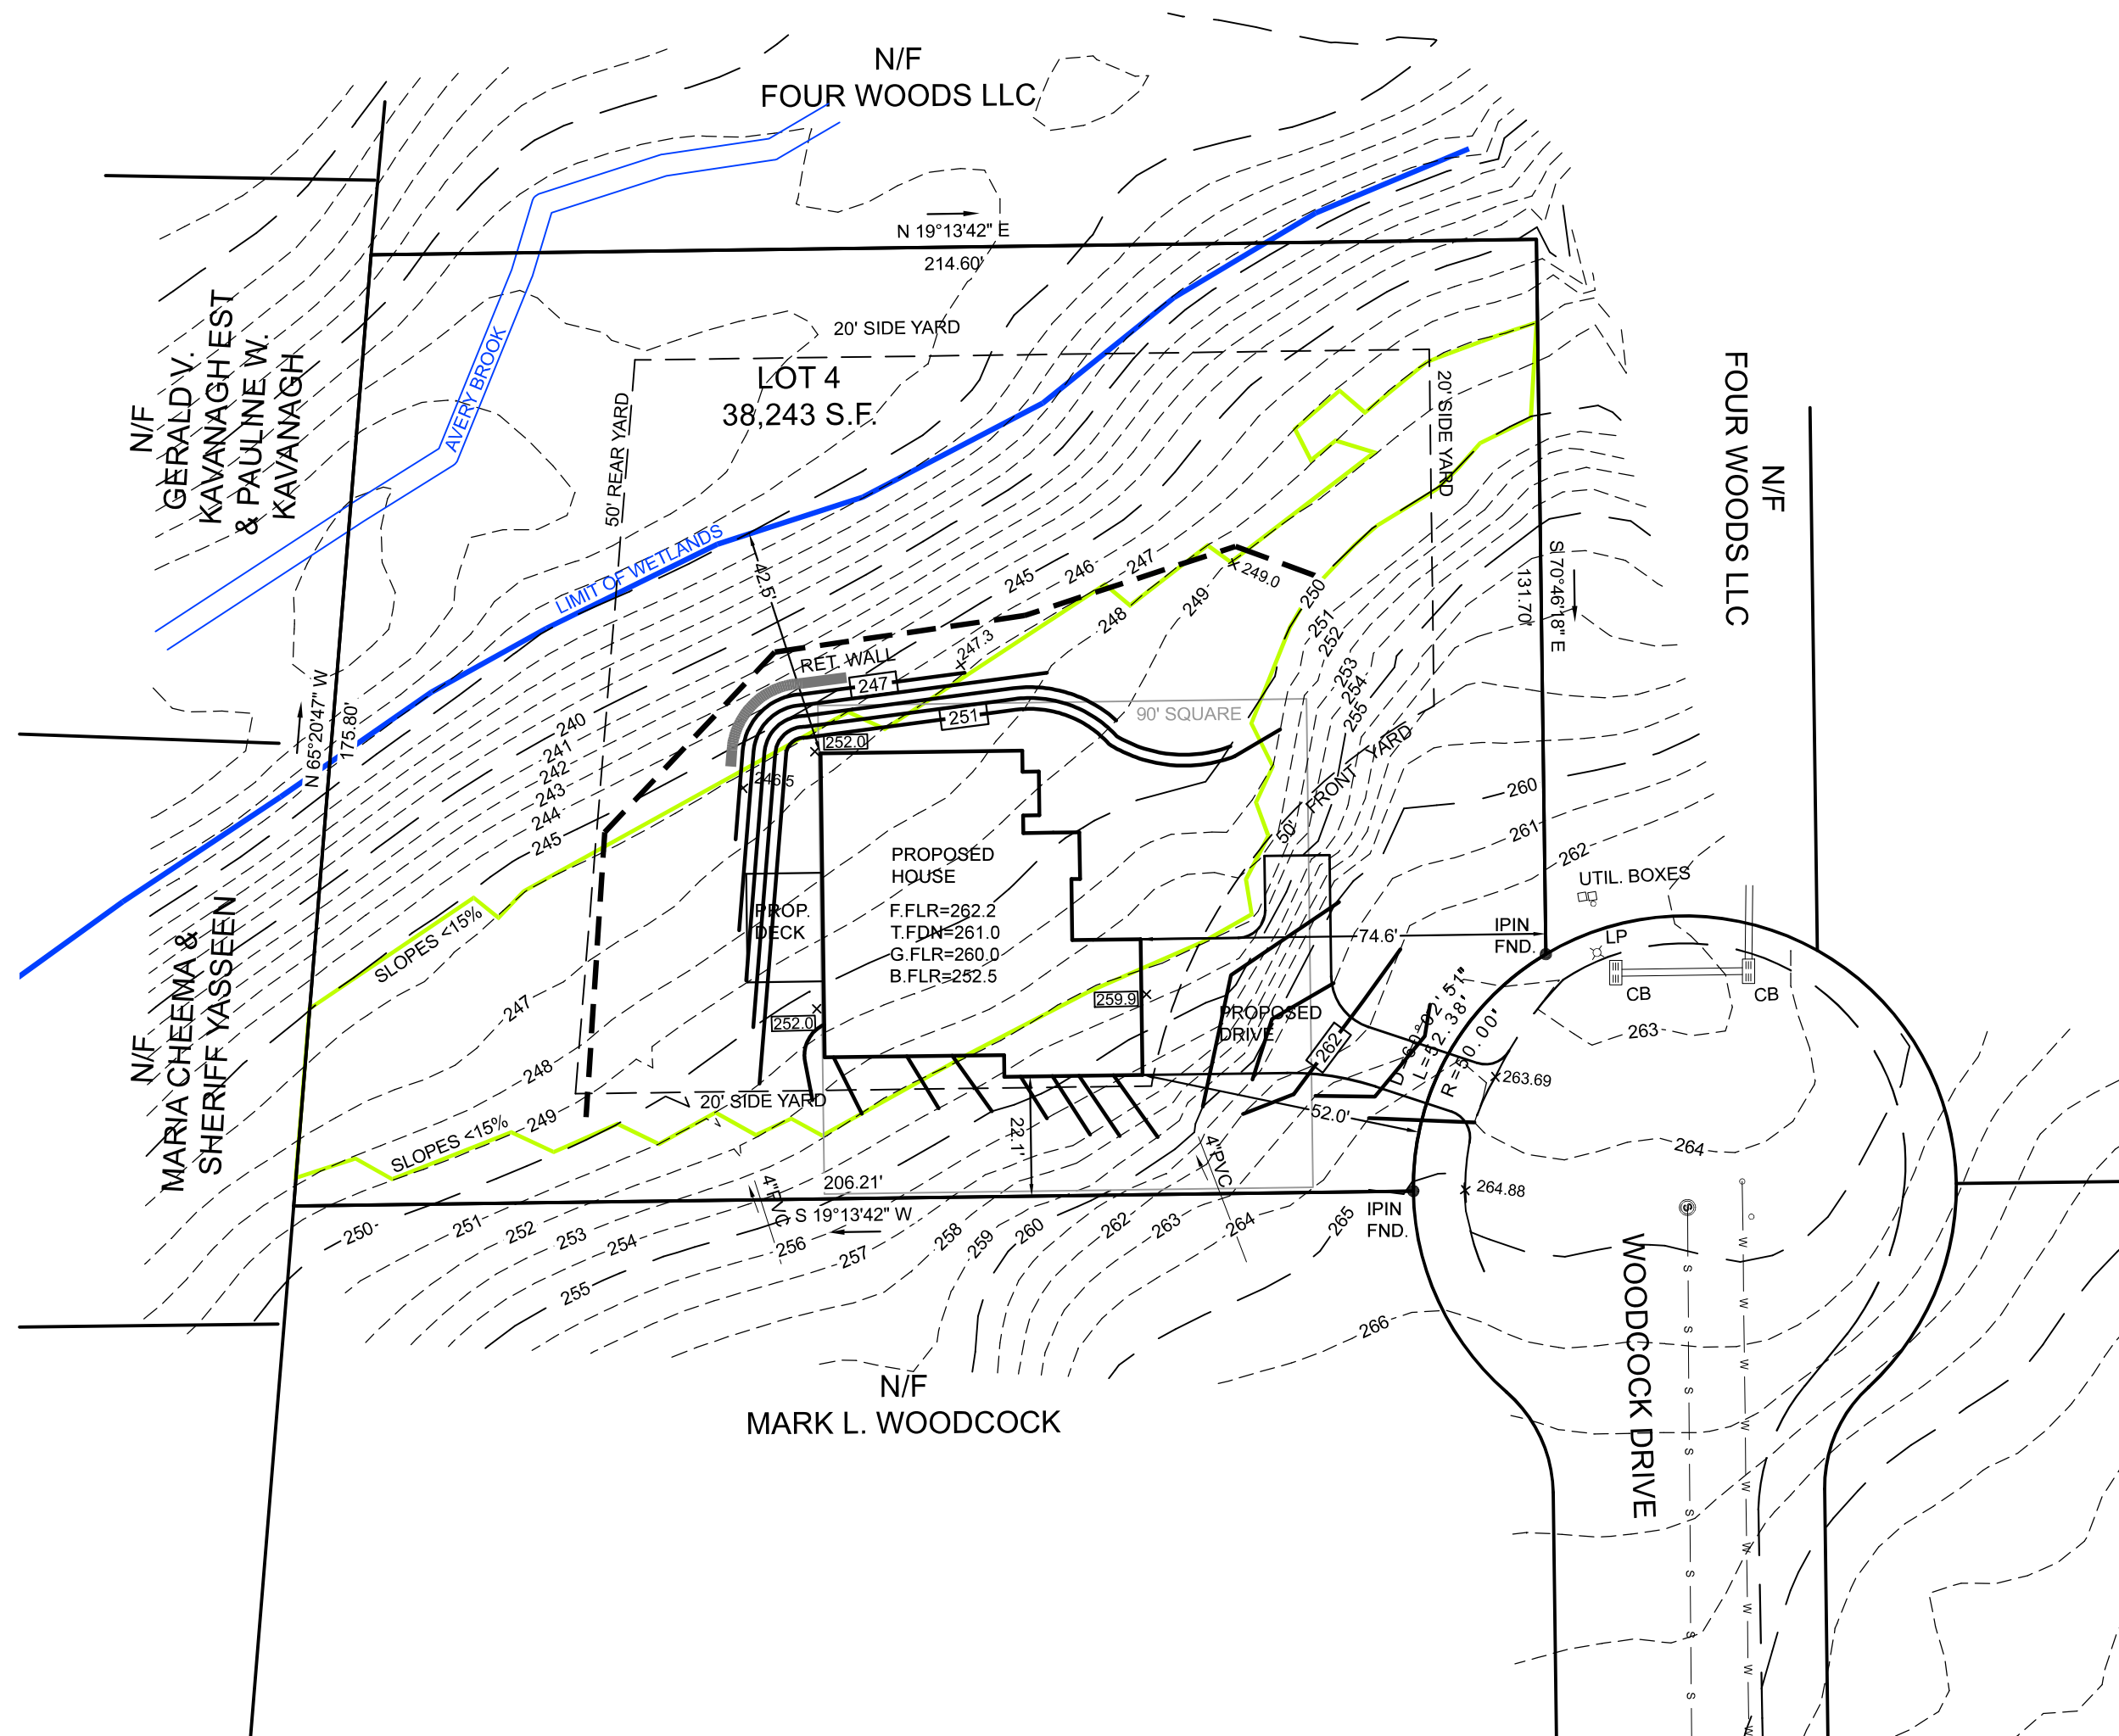 N/F
FOUR WOODS LLC
N 19°13'42" E
214.60'
20' SIDE YARD
LOT 4
38,243 S.F.
N/F
GERALD V.
KAVANAGH EST
& PAULINE W.
KAVANAGH
AVERY BROOK
50' REAR YARD
LIMIT OF WETLANDS
42.5'
20' SIDE YARD
N/F
FOUR WOODS LLC
S 70°46'18" E
131.70'
245
246
247
248
249
249.0
250
251
252
253
254
255
247.3
RET. WALL
247
251
252.0
246.5
90' SQUARE
50' FRONT YARD
N 65°20'47" W
175.80'
240
241
242
243
244
245
260
261
262
UTIL. BOXES
PROPOSED
HOUSE
F.FLR=262.2
T.FDN=261.0
G.FLR=260.0
B.FLR=252.5
PROP.
DECK
252.0
259.9
74.6'
IPIN
FND.
LP
CB
CB
263
PROPOSED
DRIVE
262
D=60°02'51"
L=52.38'
R=50.00'
263.69
52.0'
264
264.88
SLOPES <15%
247
248
249
SLOPES <15%
20' SIDE YARD
22.1'
4"PVC
4"PVC
N/F
MARIA CHEEMA &
SHERIFF YASSEEN
206.21'
S 19°13'42" W
IPIN
FND.
250
251
252
253
254
255
256
257
258
259
260
262
263
264
265
266
S
W
S
W
S
W
S
W
S
W
S
W
S
W
S
W
WOODCOCK DRIVE
N/F
MARK L. WOODCOCK